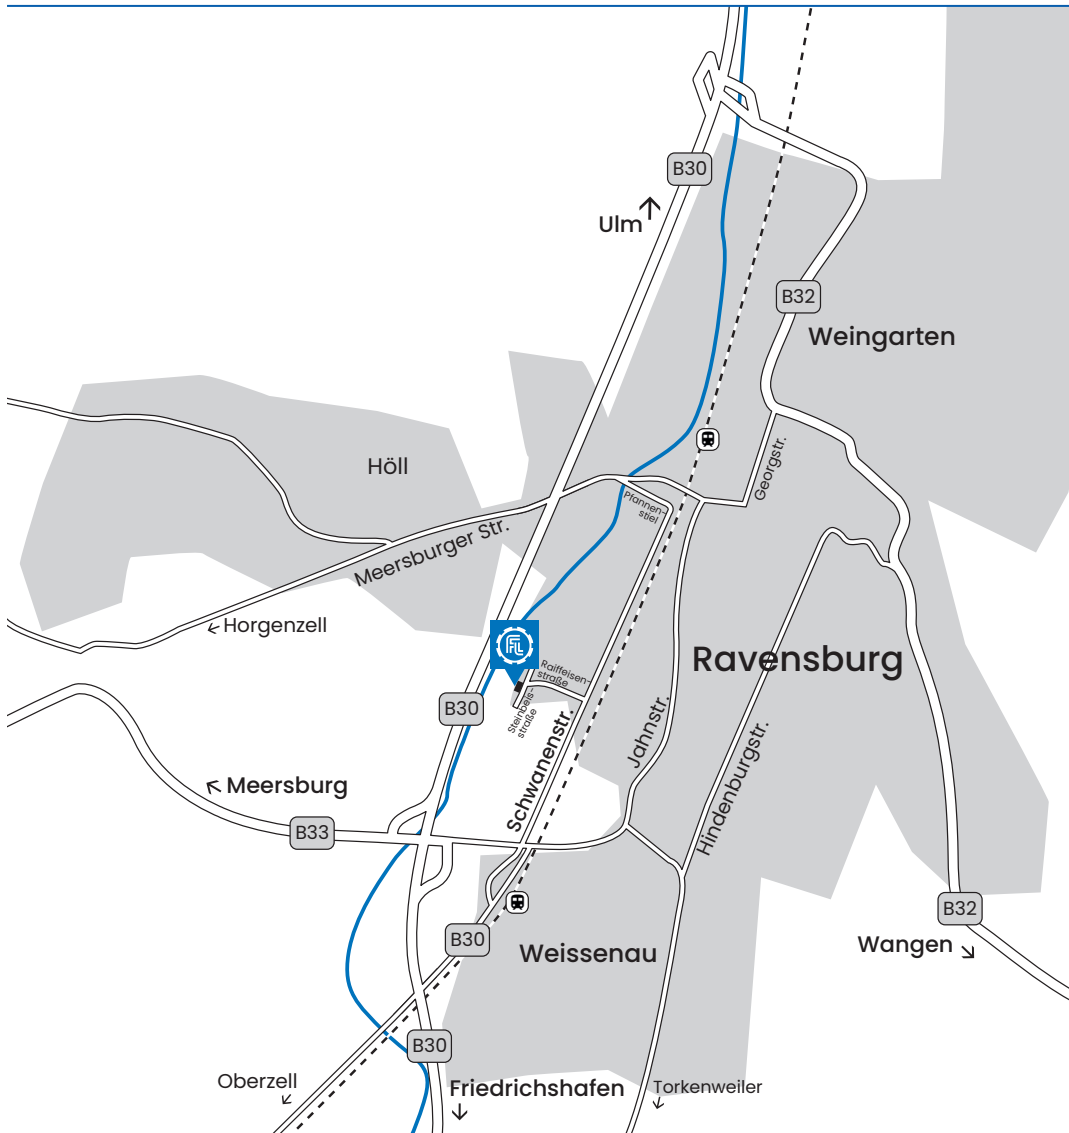 B30
Ulm
B32
Weingarten
Georgstr.
Höll
Pfannen-
stiel
Meersburger Str.
Horgenzell
FFL
Raiffeisen-
straße
Ravensburg
Steinbeis-
straße
B30
Schwanenstr.
Jahnstr.
Hindenburgstr.
Meersburg
B33
B32
B30
Weissenau
Wangen
B30
Oberzell
Friedrichshafen
Torkenweiler